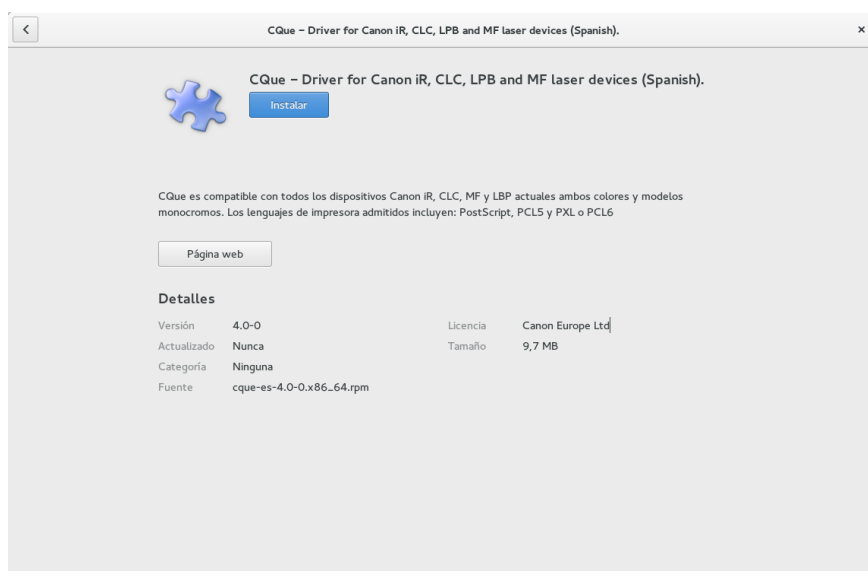 CQue – Driver for Canon iR, CLC, LPB and MF laser devices (Spanish).
CQue – Driver for Canon iR, CLC, LPB and MF laser devices (Spanish).
Instalar
CQue es compatible con todos los dispositivos Canon iR, CLC, MF y LBP actuales ambos colores y modelos
monocromos. Los lenguajes de impresora admitidos incluyen: PostScript, PCL5 y PXL o PCL6
Página web
Detalles
Versión 4.0-0 Licencia Canon Europe Ltd
Actualizado Nunca Tamaño 9,7 MB
Categoría Ninguna
Fuente cque-es-4.0-0.x86_64.rpm